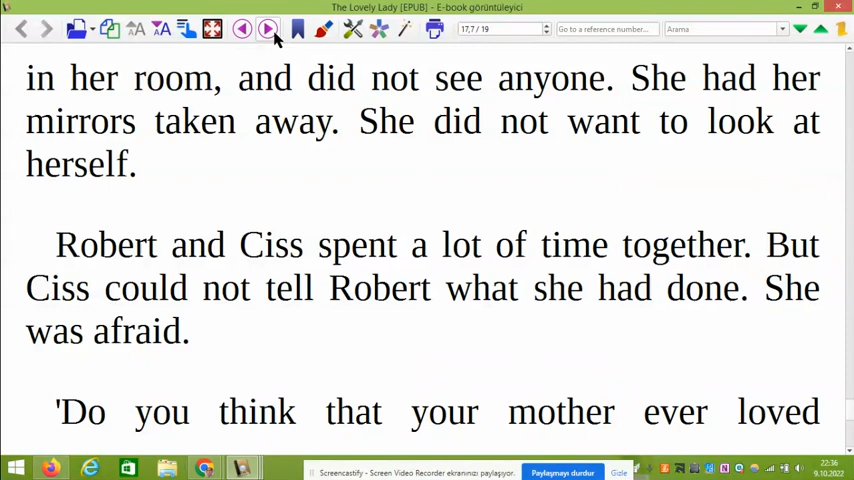 The Lovely Lady [EPUB] - E-book görüntüleyici
17,7 / 19
Go to a reference number...
Arama
in her room, and did not see anyone. She had her
mirrors taken away. She did not want to look at
herself.
Robert and Ciss spent a lot of time together. But
Ciss could not tell Robert what she had done. She
was afraid.
'Do you think that your mother ever loved
Screencastify - Screen Video Recorder ekranınızı paylaşıyor.
Paylaşmayı durdur
Gizle
22:36
9.10.2022